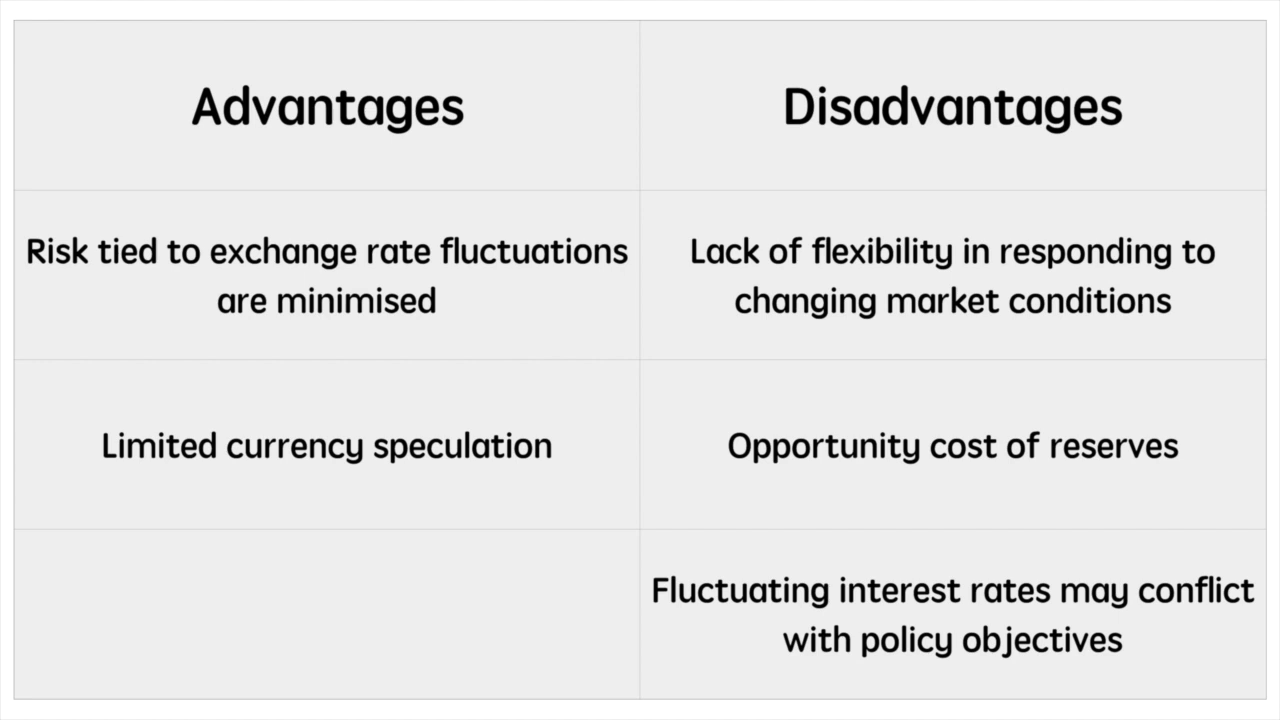 Advantages
Disadvantages
Risk tied to exchange rate fluctuations
are minimised
Lack of flexibility in responding to
changing market conditions
Limited currency speculation
Opportunity cost of reserves
Fluctuating interest rates may conflict
with policy objectives